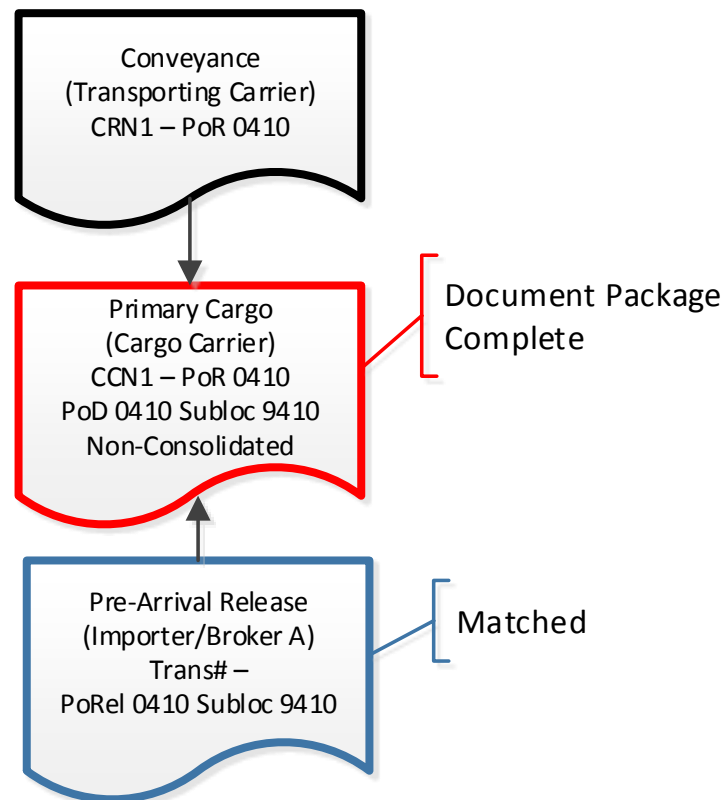 Conveyance
(Transporting Carrier)
CRN1 – PoR 0410
Primary Cargo
(Cargo Carrier)
CCN1 – PoR 0410
PoD 0410 Subloc 9410
Non-Consolidated
Document Package
Complete
Pre-Arrival Release
(Importer/Broker A)
Trans# –
PoRel 0410 Subloc 9410
Matched